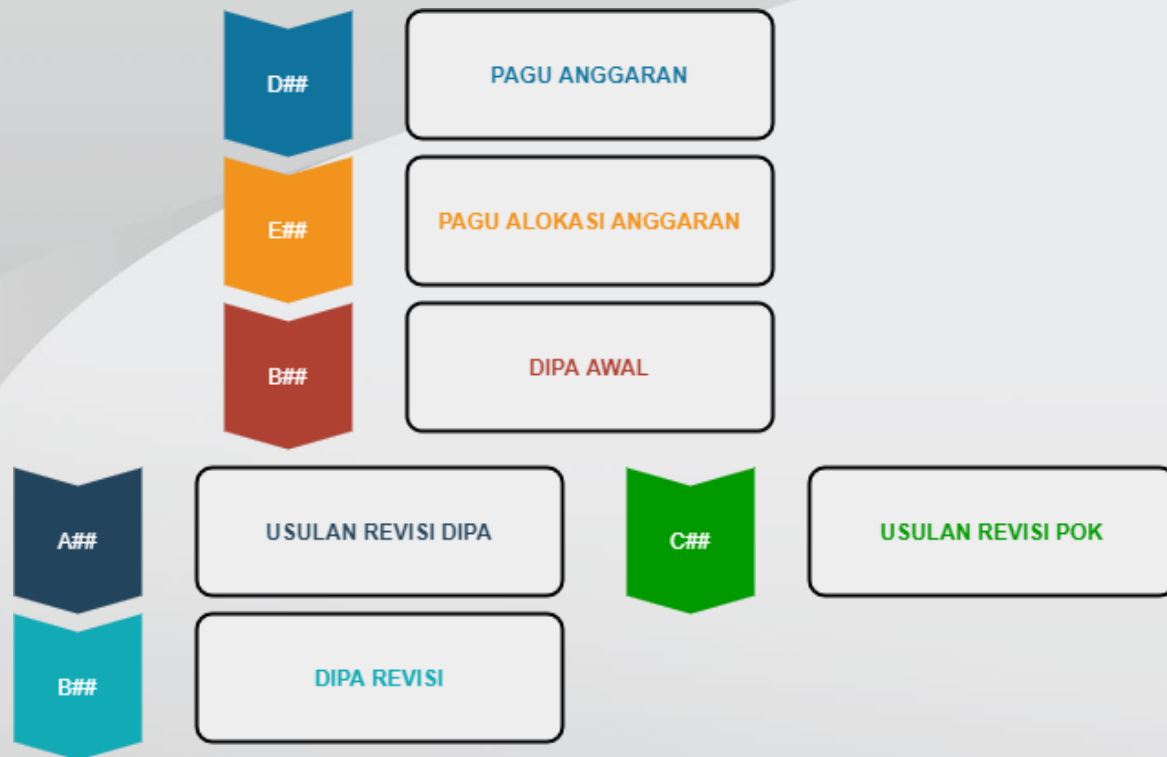 D##
PAGU ANGGARAN
E##
PAGU ALOKASI ANGGARAN
B##
DIPA AWAL
A##
USULAN REVISI DIPA
C##
USULAN REVISI POK
B##
DIPA REVISI